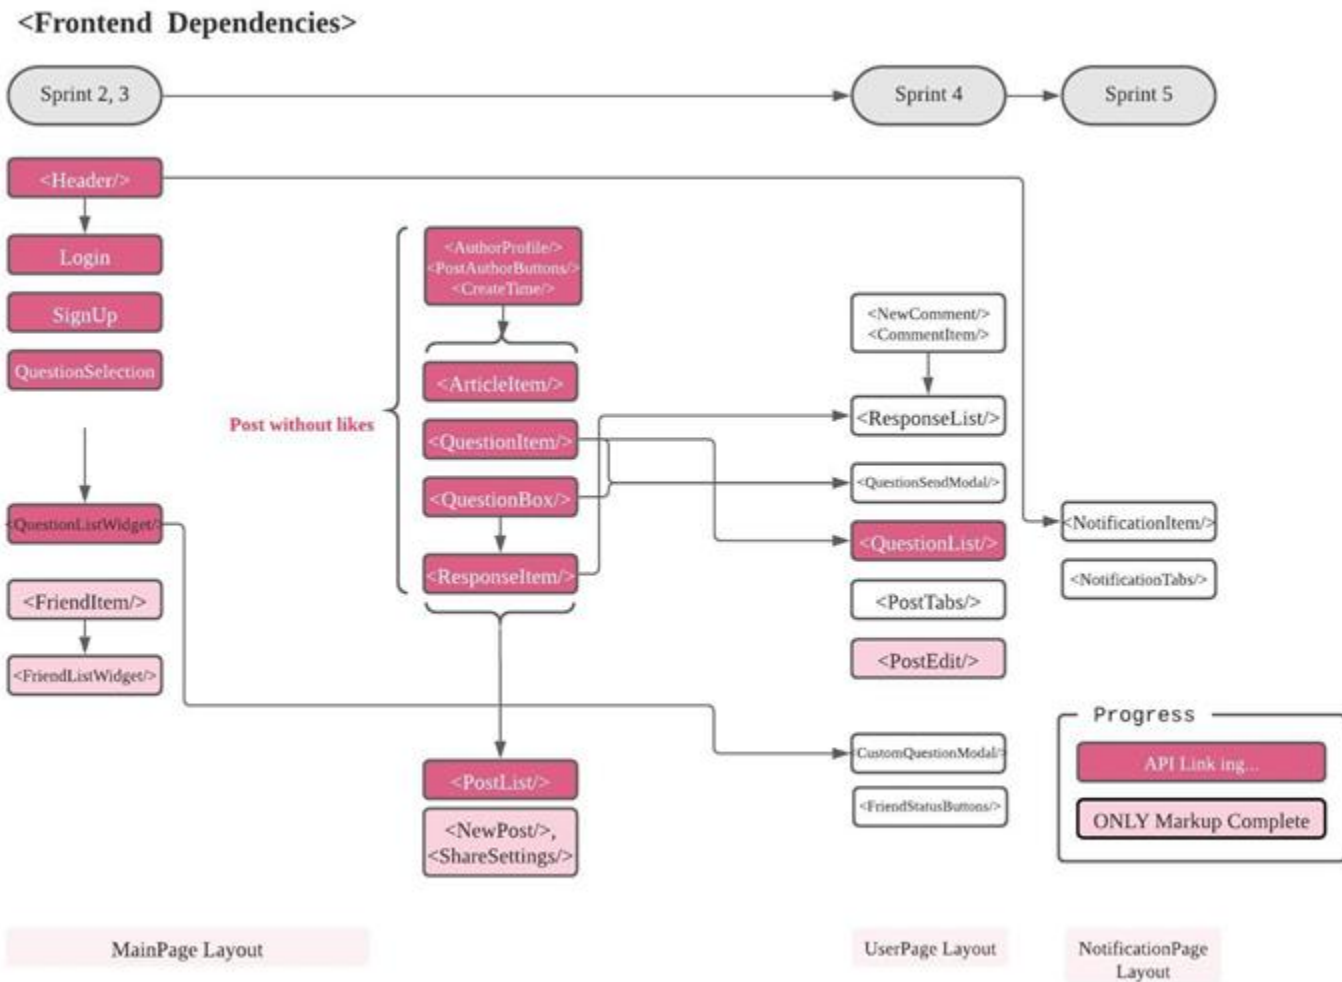 <Frontend Dependencies>
Sprint 2, 3
Sprint 4
Sprint 5
<Header/>
Login
SignUp
QuestionSelection
<QuestionListWidget/>
<FriendItem/>
<FriendListWidget/>
Post without likes
<AuthorProfile/>
<PostAuthorButtons/>
<CreateTime/>
<ArticleItem/>
<QuestionItem/>
<QuestionBox/>
<ResponseItem/>
<PostList/>
<NewPost/>,
<ShareSettings/>
<NewComment/>
<CommentItem/>
<ResponseList/>
<QuestionSendModal/>
<QuestionList/>
<PostTabs/>
<PostEdit/>
<CustomQuestionModal/>
<FriendStatusButtons/>
<NotificationItem/>
<NotificationTabs/>
Progress
API Link ing...
ONLY Markup Complete
MainPage Layout
UserPage Layout
NotificationPage
Layout